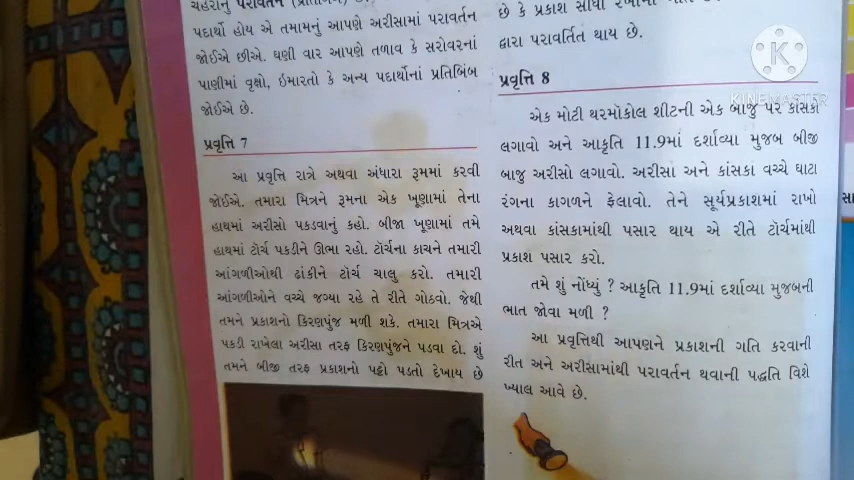 ચહેરાનું પરાવર્તન
પદાર્થો હોય એ તમામનું આપણે અરીસામાં પરાવર્તન
જોઈએ છીએ. ઘણી વાર આપણે તળાવ કે સરોવરનાં
પાણીમાં વૃક્ષો, ઇમારતો કે અન્ય પદાર્થોનાં પ્રતિબિંબ
જોઈએ છે.
પ્રવૃત્તિ 7
આ પ્રવૃત્તિ રાત્રે અથવા અંધારા રૂમમાં કરવી
જોઈએ. તમારા મિત્રને રૂમના એક ખૂણામાં તેના
હાથમાં અરીસો પકડવાનું કહો. બીજા ખૂણામાં તમે
હાથમાં ટૉર્ચ પકડીને ઊભા રહો. ટૉર્ચના કાચને તમારી
આંગળીઓથી ઢાંકીને ટૉર્ચ ચાલુ કરો. તમારી
આંગળીઓને વચ્ચે જગ્યા રહે તે રીતે ગોઠવો. જેથી
તમને પ્રકાશનો કિરણપુંજ મળી શકે. તમારા મિત્રએ
પકડી રાખેલા અરીસા તરફ કિરણપુંજને પડવા દો. શું
તમને બીજી તરફ પ્રકાશનો પટ્ટો પડતો દેખાય છે
છે કે પ્રકાશ સીધી રેખામાં
દ્વારા પરાવર્તિત થાય છે.
પ્રવૃત્તિ 8
એક મોટી થરમૉકોલ શીટની એક બાજુ પર કાંસકો
લગાવો અને આકૃતિ 11.9માં દર્શાવ્યા મુજબ બીજી
બાજુ અરીસો લગાવો. અરીસા અને કાંસકા વચ્ચે ઘાટા
રંગના કાગળને ફેલાવો. તેને સૂર્યપ્રકાશમાં રાખો
અથવા કાંસકામાંથી પસાર થાય એ રીતે ટૉર્ચમાંથી
પ્રકાશ પસાર કરો.
તમે શું નોંધ્યું ? આકૃતિ 11.9માં દર્શાવ્યા મુજબની
ભાત જોવા મળી ?
આ પ્રવૃત્તિથી આપણને પ્રકાશની ગતિ કરવાની
રીત અને અરીસામાંથી પરાવર્તન થવાની પદ્ધતિ વિશે
ખ્યાલ આવે છે.
KINEMASTER